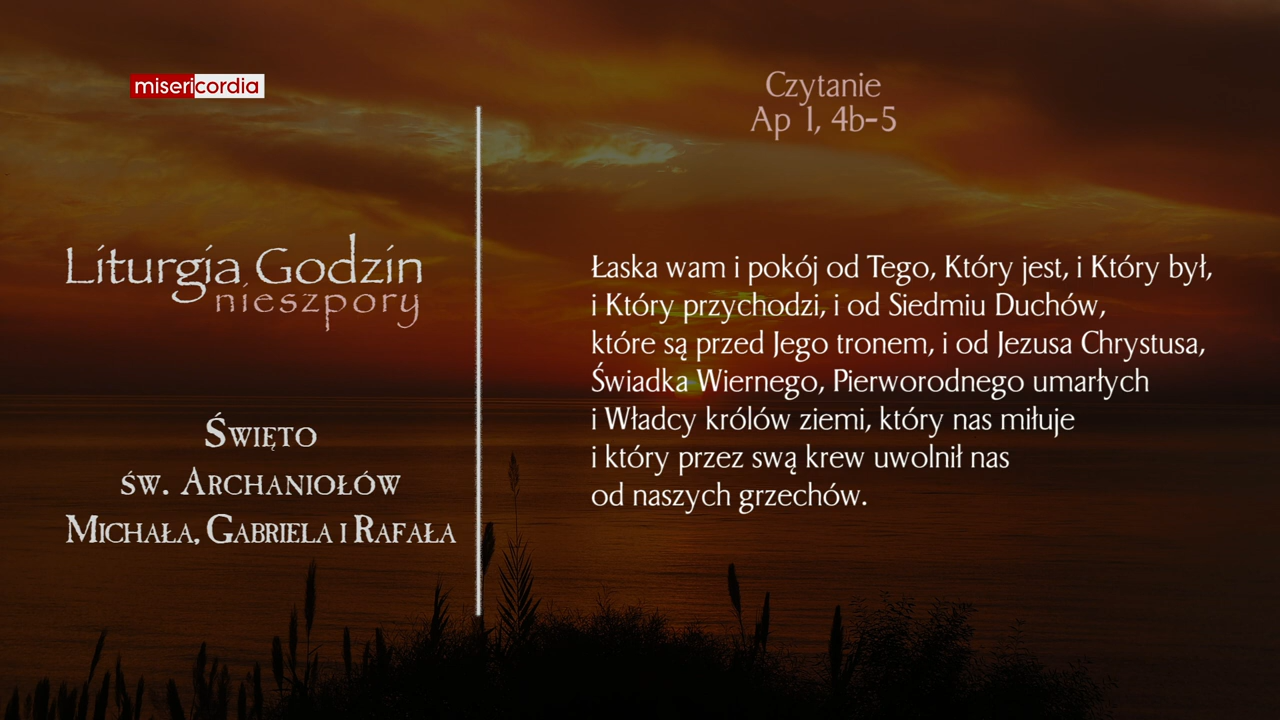 misericordia
Liturgia Godzin
nieszpory
Święto
św. Archaniołów
Michała, Gabriela i Rafała
Czytanie
Ap 1, 4b-5
Łaska wam i pokój od Tego, Który jest, i Który był,
i Który przychodzi, i od Siedmiu Duchów,
które są przed Jego tronem, i od Jezusa Chrystusa,
Świadka Wiernego, Pierworodnego umarłych
i Władcy królów ziemi, który nas miłuje
i który przez swą krew uwolnił nas
od naszych grzechów.